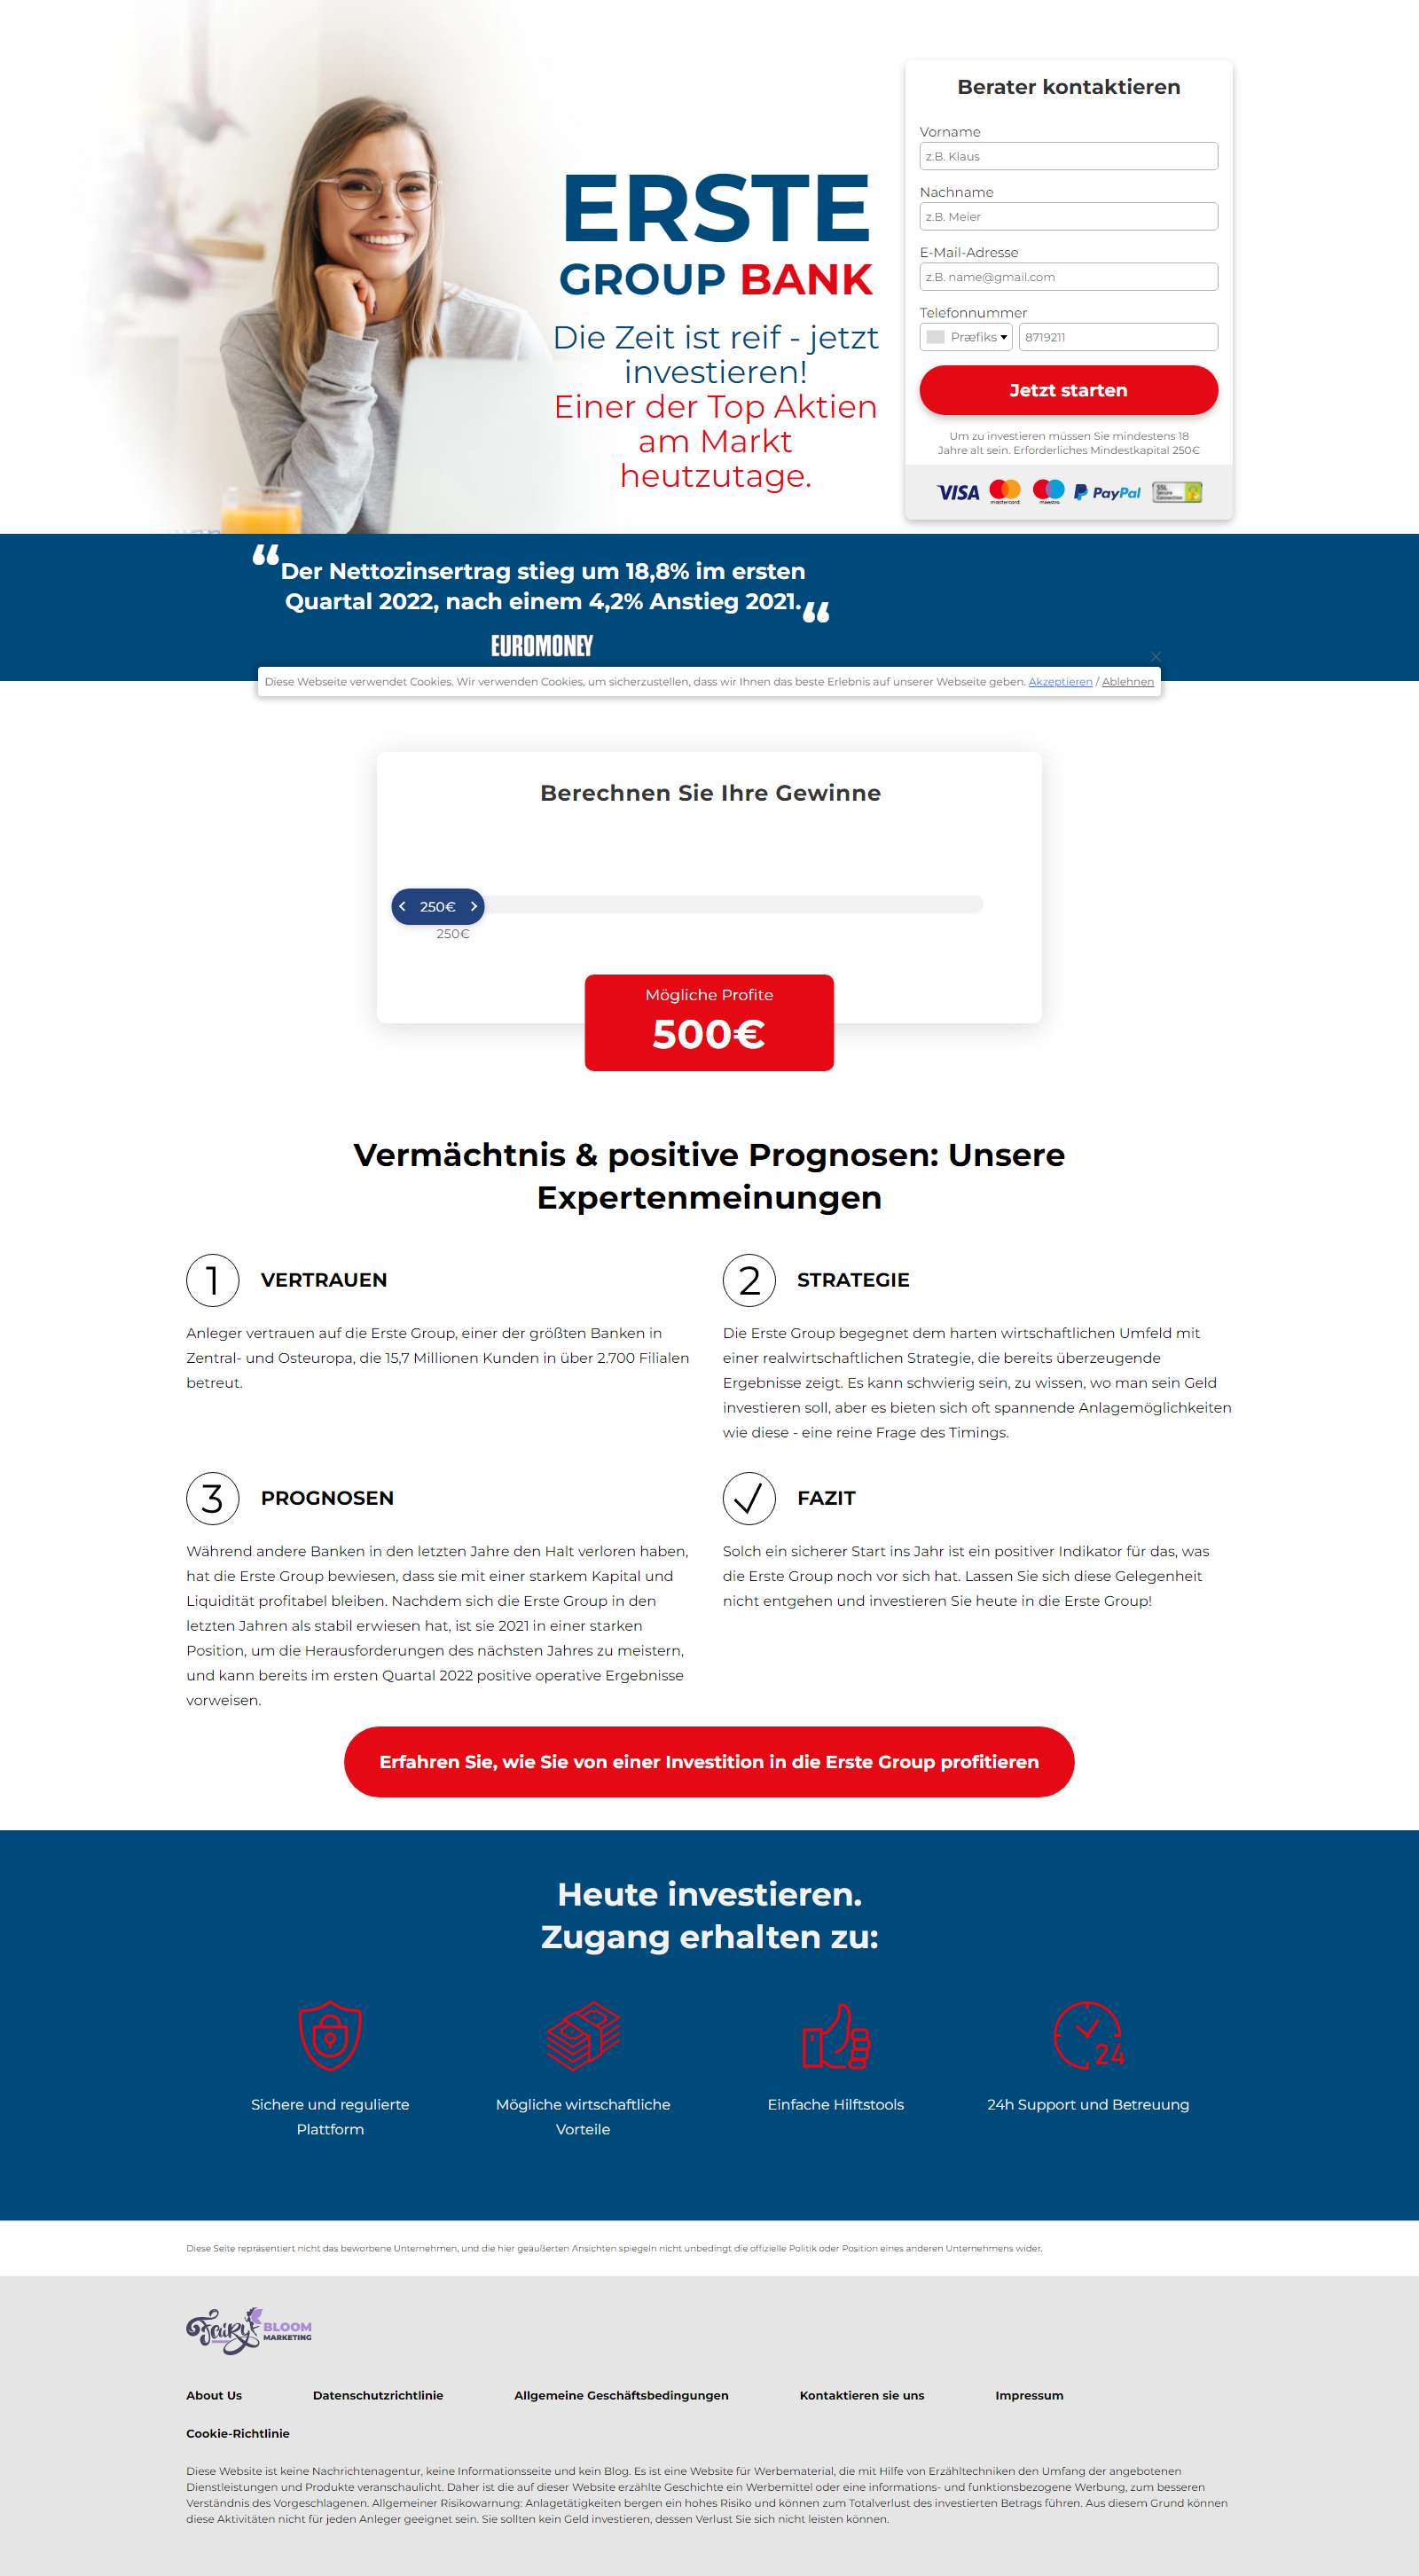 Berater kontaktieren
Vorname
z.B. Klaus
Nachname
z.B. Meier
E-Mail-Adresse
z.B. name@gmail.com
Telefonnummer
Præfiks 8719211
Jetzt starten
Um zu investieren müssen Sie mindestens 18
Jahre alt sein. Erforderliches Mindestkapital 250€
VISA mastercard maestro PayPal SSL Secure Connection
ERSTE
GROUP BANK
Die Zeit ist reif - jetzt
investieren!
Einer der Top Aktien
am Markt
heutzutage.
“Der Nettozinsertrag stieg um 18,8% im ersten
Quartal 2022, nach einem 4,2% Anstieg 2021.“
EUROMONEY
Diese Webseite verwendet Cookies. Wir verwenden Cookies, um sicherzustellen, dass wir Ihnen das beste Erlebnis auf unserer Webseite geben. Akzeptieren / Ablehnen
Berechnen Sie Ihre Gewinne
250€
250€
Mögliche Profite
500€
Vermächtnis & positive Prognosen: Unsere
Expertenmeinungen
1 VERTRAUEN
Anleger vertrauen auf die Erste Group, einer der größten Banken in
Zentral- und Osteuropa, die 15,7 Millionen Kunden in über 2.700 Filialen
betreut.
2 STRATEGIE
Die Erste Group begegnet dem harten wirtschaftlichen Umfeld mit
einer realwirtschaftlichen Strategie, die bereits überzeugende
Ergebnisse zeigt. Es kann schwierig sein, zu wissen, wo man sein Geld
investieren soll, aber es bieten sich oft spannende Anlagemöglichkeiten
wie diese - eine reine Frage des Timings.
3 PROGNOSEN
Während andere Banken in den letzten Jahre den Halt verloren haben,
hat die Erste Group bewiesen, dass sie mit einer starkem Kapital und
Liquidität profitabel bleiben. Nachdem sich die Erste Group in den
letzten Jahren als stabil erwiesen hat, ist sie 2021 in einer starken
Position, um die Herausforderungen des nächsten Jahres zu meistern,
und kann bereits im ersten Quartal 2022 positive operative Ergebnisse
vorweisen.
FAZIT
Solch ein sicherer Start ins Jahr ist ein positiver Indikator für das, was
die Erste Group noch vor sich hat. Lassen Sie sich diese Gelegenheit
nicht entgehen und investieren Sie heute in die Erste Group!
Erfahren Sie, wie Sie von einer Investition in die Erste Group profitieren
Heute investieren.
Zugang erhalten zu:
Sichere und regulierte
Plattform
Mögliche wirtschaftliche
Vorteile
Einfache Hilftstools
24
24h Support und Betreuung
Diese Seite repräsentiert nicht das beworbene Unternehmen, und die hier geäußerten Ansichten spiegeln nicht unbedingt die offizielle Politik oder Position eines anderen Unternehmens wider.
Fairy BLOOM
MARKETING
About Us Datenschutzrichtlinie Allgemeine Geschäftsbedingungen Kontaktieren sie uns Impressum
Cookie-Richtlinie
Diese Website ist keine Nachrichtenagentur, keine Informationsseite und kein Blog. Es ist eine Website für Werbematerial, die mit Hilfe von Erzähltechniken den Umfang der angebotenen
Dienstleistungen und Produkte veranschaulicht. Daher ist die auf dieser Website erzählte Geschichte ein Werbemittel oder eine informations- und funktionsbezogene Werbung, zum besseren
Verständnis des Vorgeschlagenen. Allgemeiner Risikowarnung: Anlagetätigkeiten bergen ein hohes Risiko und können zum Totalverlust des investierten Betrags führen. Aus diesem Grund können
diese Aktivitäten nicht für jeden Anleger geeignet sein. Sie sollten kein Geld investieren, dessen Verlust Sie sich nicht leisten können.